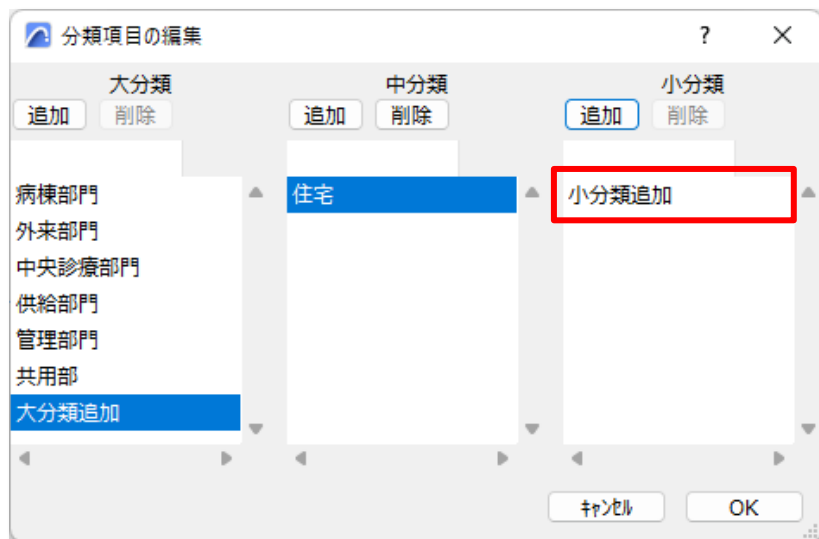 分類項目の編集
?
大分類
中分類
小分類
追加
削除
追加
削除
追加
削除
病棟部門
外来部門
中央診療部門
供給部門
管理部門
共用部
大分類追加
住宅
小分類追加
ｷｬﾝｾﾙ
OK